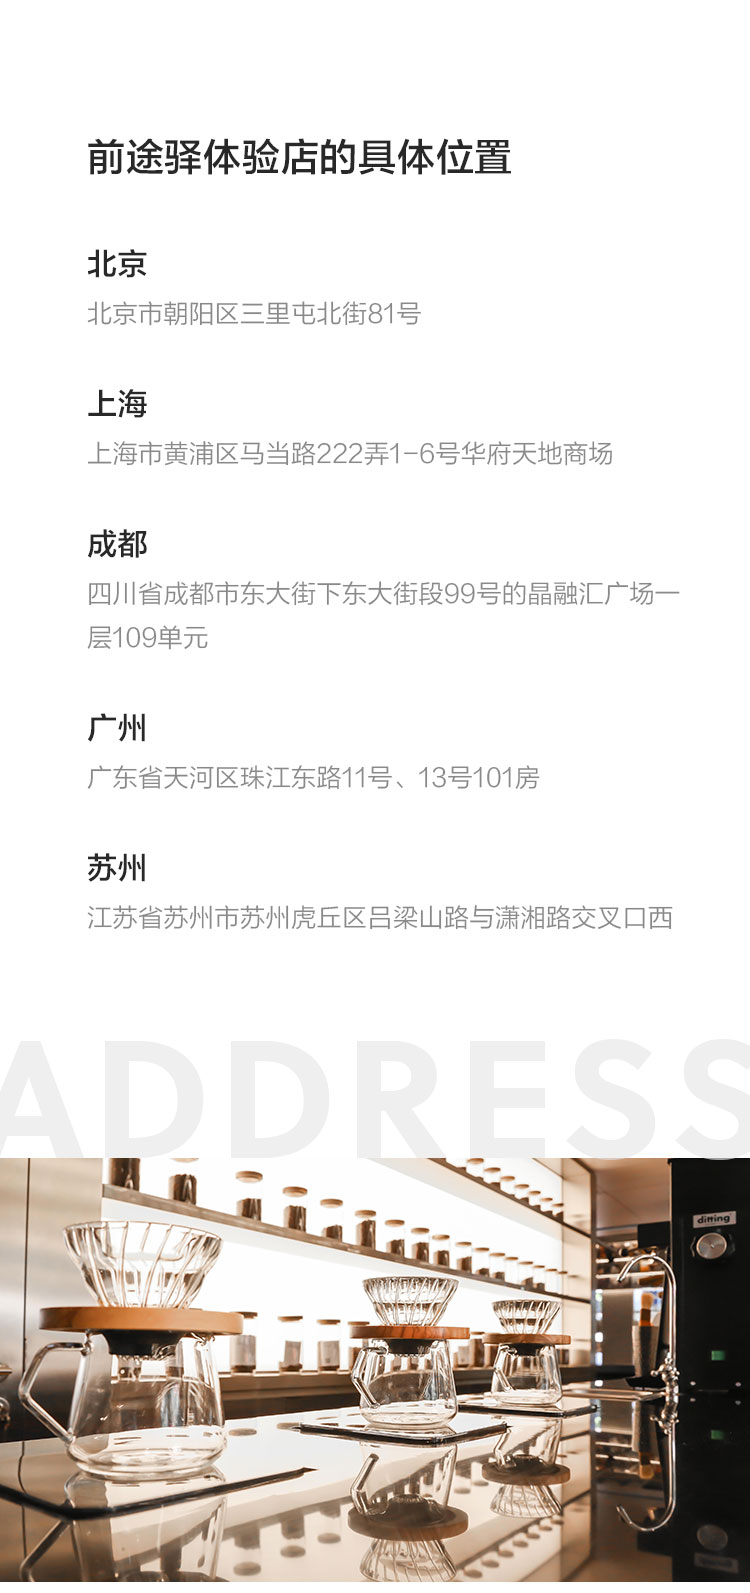 前途驿体验店的具体位置
北京
北京市朝阳区三里屯北街81号
上海
上海市黄浦区马当路222弄1-6号华府天地商场
成都
四川省成都市东大街下东大街段99号的晶融汇广场一
层109单元
广州
广东省天河区珠江东路11号、13号101房
苏州
江苏省苏州市苏州虎丘区吕梁山路与潇湘路交叉口西
ADDRESS
ditting